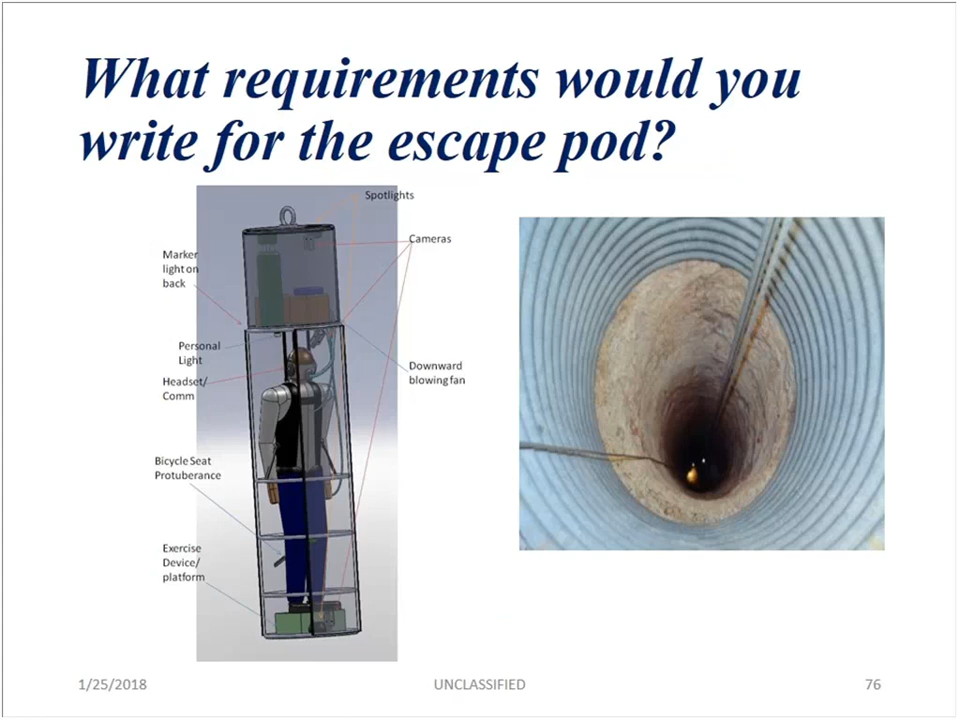 What requirements would you
write for the escape pod?
Spotlights
Cameras
Marker
light on
back
Personal
Light
Headset/
Comm
Downward
blowing fan
Bicycle Seat
Protuberance
Exercise
Device/
platform
1/25/2018
UNCLASSIFIED
76